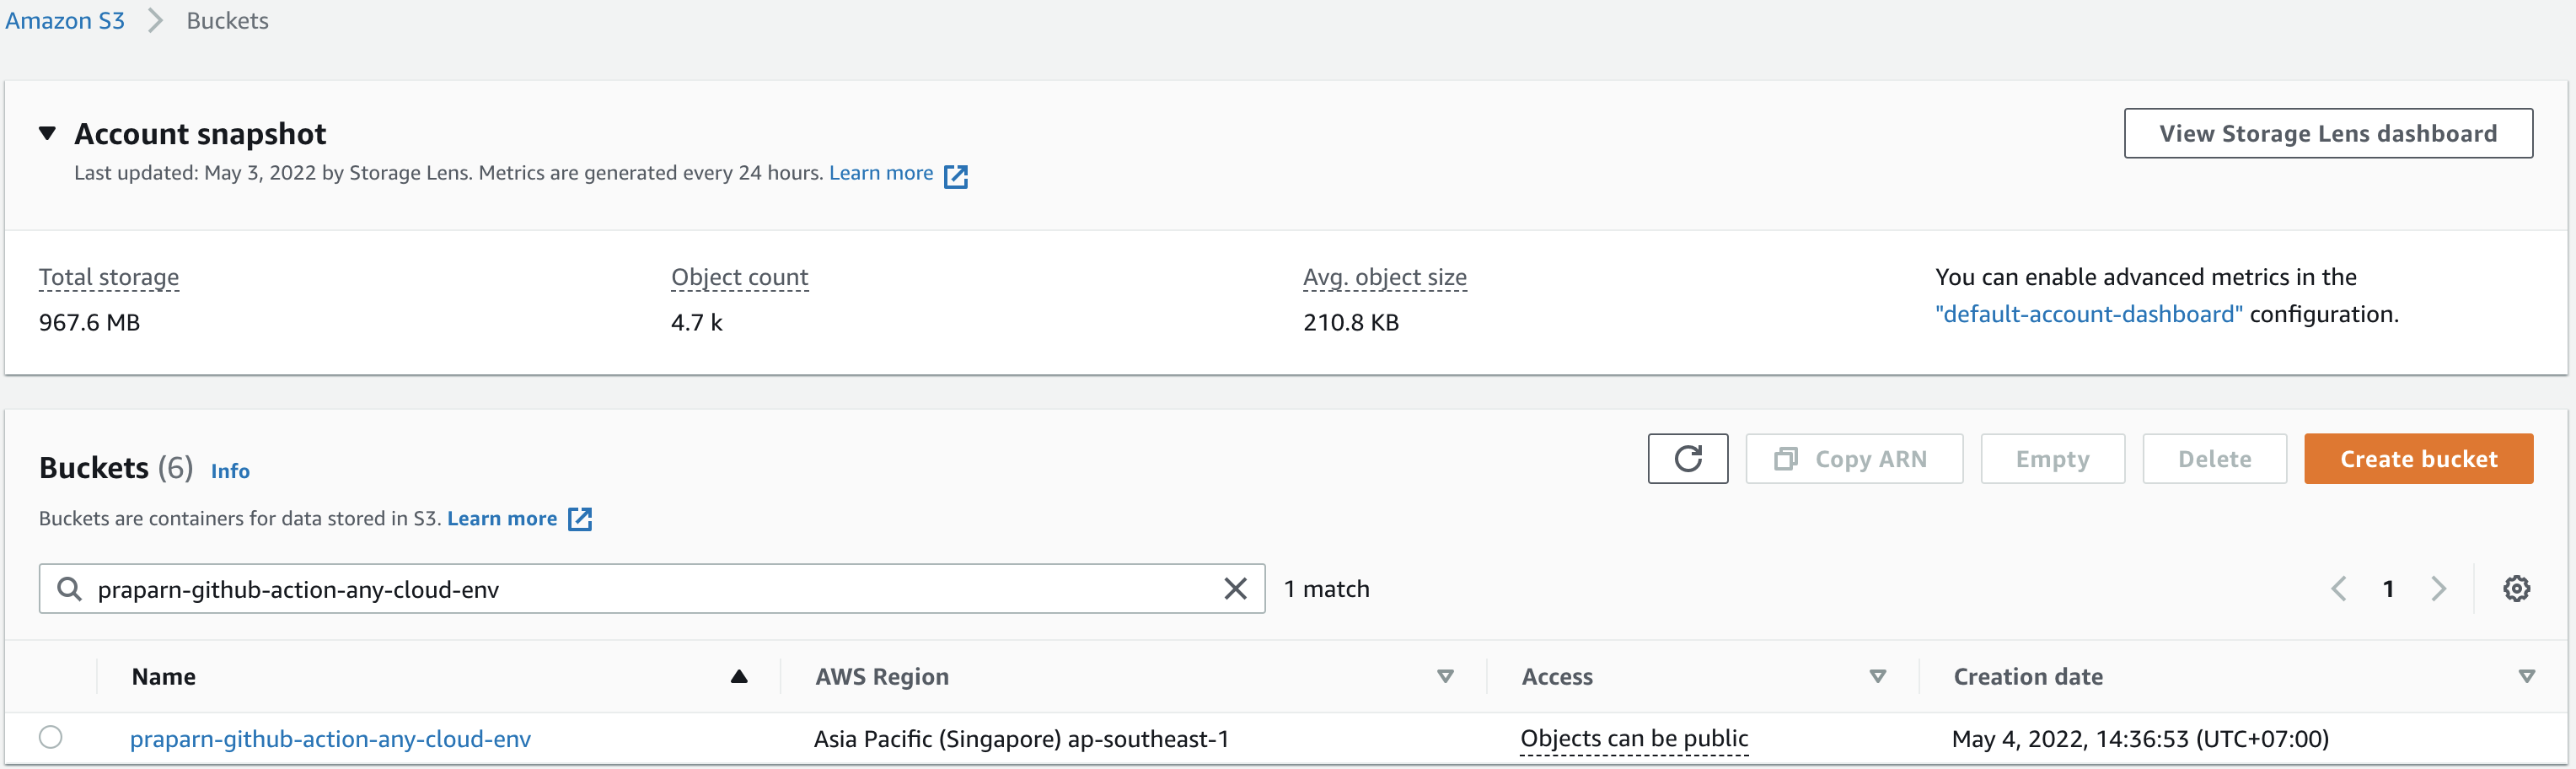 Amazon S3 > Buckets
Account snapshot
View Storage Lens dashboard
Last updated: May 3, 2022 by Storage Lens. Metrics are generated every 24 hours. Learn more
Total storage
967.6 MB
Object count
4.7 k
Avg. object size
210.8 KB
You can enable advanced metrics in the
"default-account-dashboard" configuration.
Buckets (6) Info
Copy ARN
Empty
Delete
Create bucket
Buckets are containers for data stored in S3. Learn more
praparn-github-action-any-cloud-env
1 match
1
Name AWS Region Access Creation date
praparn-github-action-any-cloud-env Asia Pacific (Singapore) ap-southeast-1 Objects can be public May 4, 2022, 14:36:53 (UTC+07:00)